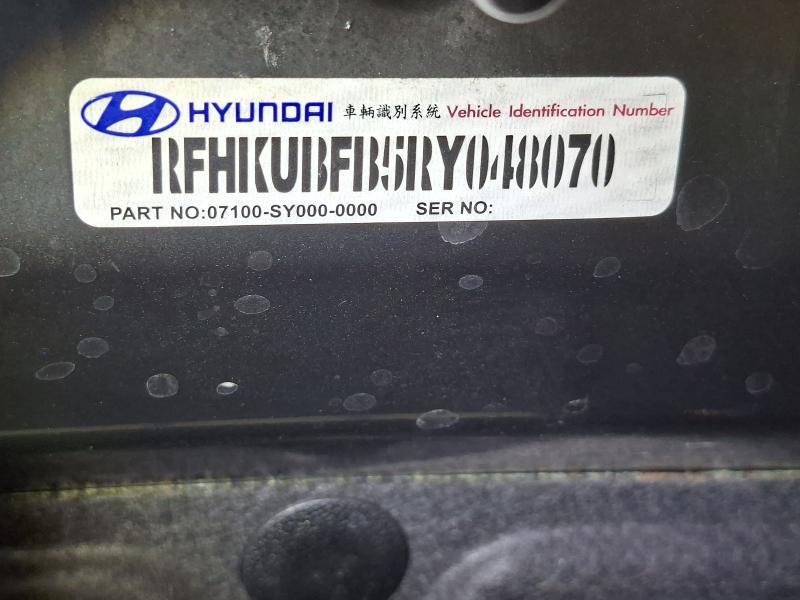 HYUNDAI 車輛識別系統 Vehicle Identification Number
RFHKUBFB5RY048070
PART NO:07100-SY000-0000 SER NO: